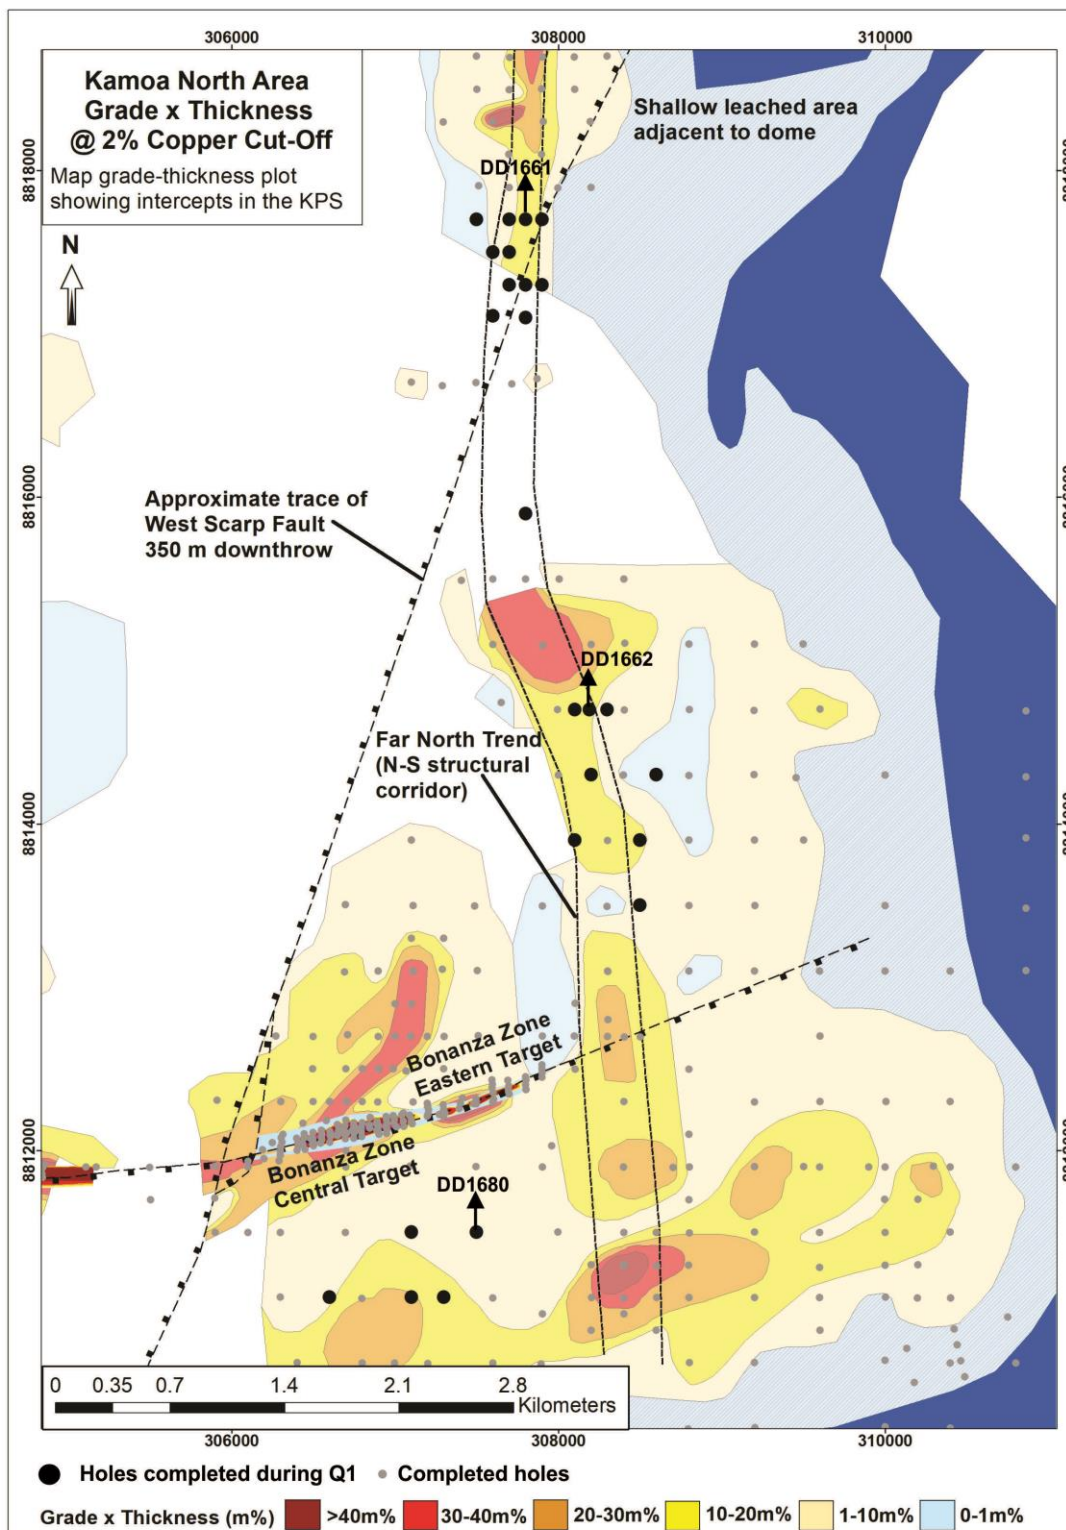 306000
308000
310000
Kamoa North Area
Grade x Thickness
@ 2% Copper Cut-Off
Map grade-thickness plot
showing intercepts in the KPS
N
Shallow leached area
adjacent to dome
DD1661
8818000
8816000
8814000
8812000
Approximate trace of
West Scarp Fault
350 m downthrow
DD1662
Far North Trend
(N-S structural
corridor)
Bonanza Zone
Eastern Target
Bonanza Zone
Central Target
DD1680
0 0.35 0.7 1.4 2.1 2.8
Kilometers
306000
308000
310000
Holes completed during Q1
Completed holes
Grade x Thickness (m%)
>40m%
30-40m%
20-30m%
10-20m%
1-10m%
0-1m%